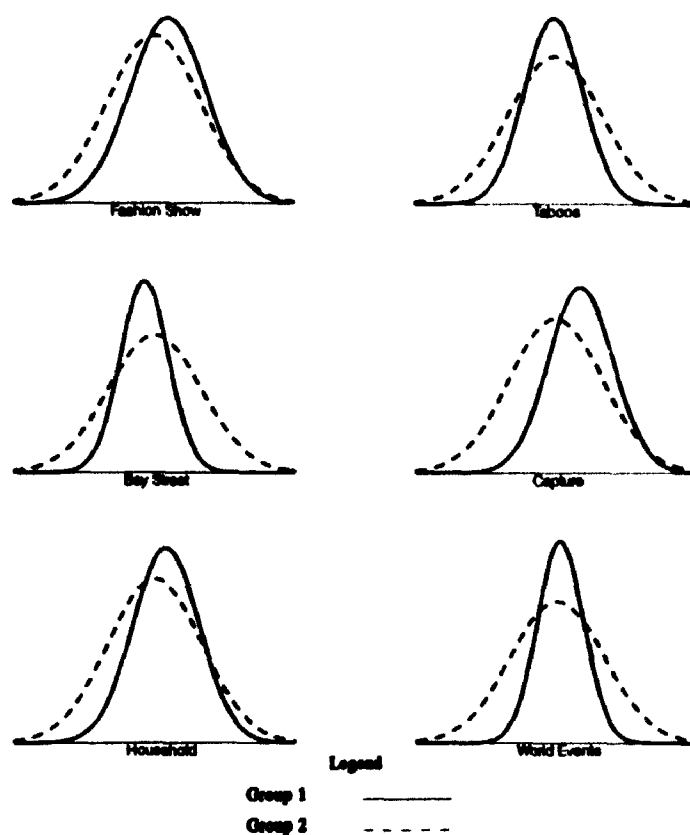 Fashion Show
Taboos
Bay Street
Capture
Household
World Events
Legend
Group 1
Group 2